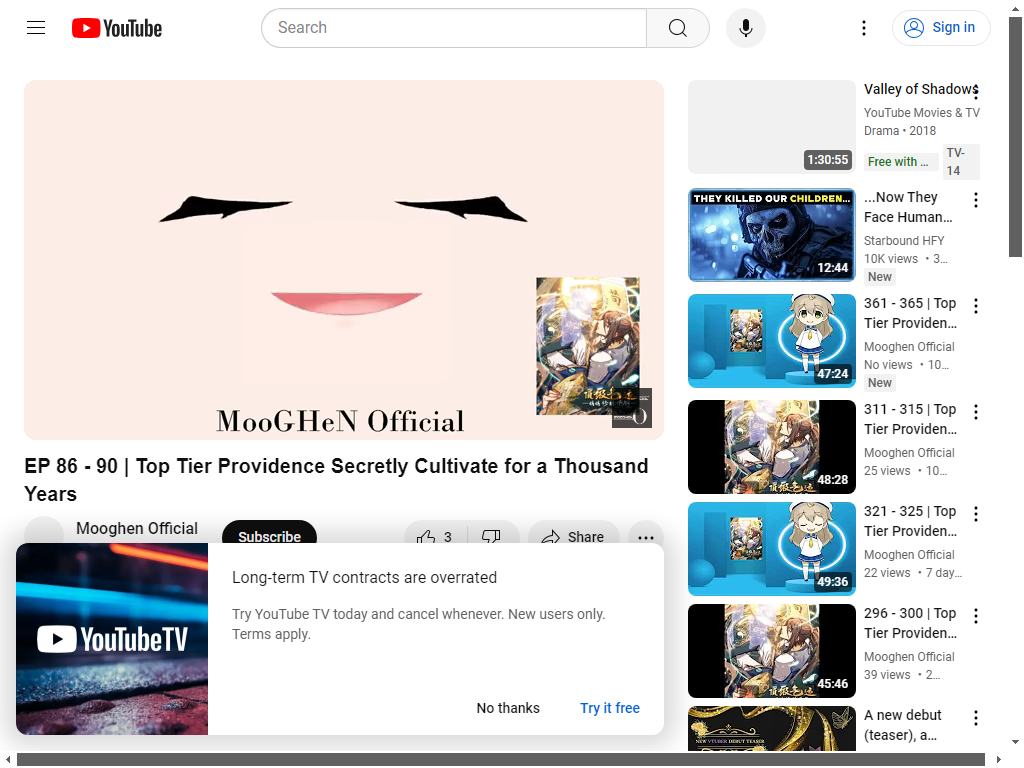 YouTube
Search
Sign in
MooGHeN Official
EP 86 - 90 | Top Tier Providence Secretly Cultivate for a Thousand
Years
Mooghen Official
Subscribe
3
Share
YouTubeTV
Long-term TV contracts are overrated
Try YouTube TV today and cancel whenever. New users only.
Terms apply.
No thanks
Try it free
1:30:55
Valley of Shadows
YouTube Movies & TV
Drama • 2018
Free with ...
TV-
14
THEY KILLED OUR CHILDREN...
12:44
...Now They
Face Human...
Starbound HFY
10K views • 3...
New
47:24
361 - 365 | Top
Tier Providen...
Mooghen Official
No views • 10...
New
48:28
311 - 315 | Top
Tier Providen...
Mooghen Official
25 views • 10...
49:36
321 - 325 | Top
Tier Providen...
Mooghen Official
22 views • 7 day...
45:46
296 - 300 | Top
Tier Providen...
Mooghen Official
39 views • 2...
NEW VTUBER DEBUT TEASER
A new debut
(teaser), a...